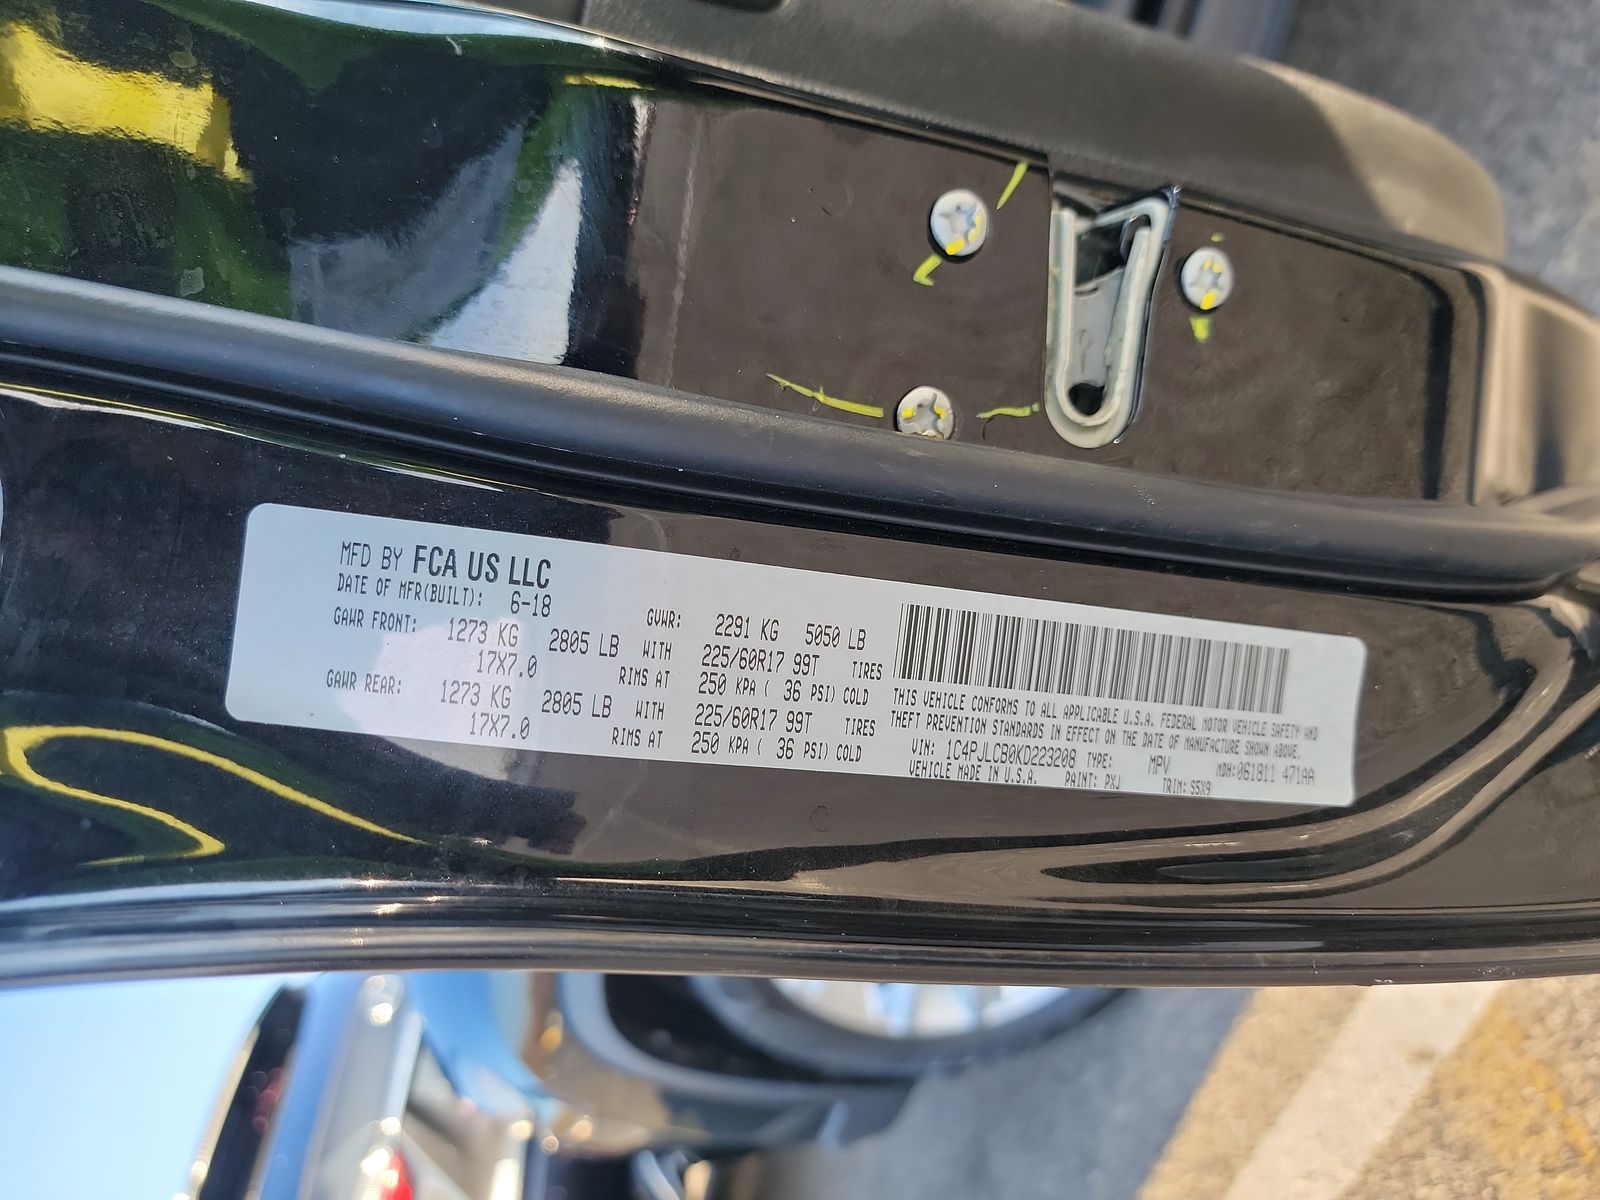 MFD BY FCA US LLC
DATE OF MFR(BUILT): 6-18 GVWR: 2291 KG 5050 LB
GAWR FRONT: 1273 KG 2805 LB WITH 225/60R17 99T TIRES
17X7.0 RIMS AT 250 KPA ( 36 PSI) COLD
GAWR REAR: 1273 KG 2805 LB WITH 225/60R17 99T TIRES
17X7.0 RIMS AT 250 KPA ( 36 PSI) COLD
THIS VEHICLE CONFORMS TO ALL APPLICABLE U.S.A. FEDERAL MOTOR VEHICLE SAFETY AND
THEFT PREVENTION STANDARDS IN EFFECT ON THE DATE OF MANUFACTURE SHOWN ABOVE.
VIN: 1C4PJLCB0KD223208 TYPE: MPV MDH:061811 471AA
VEHICLE MADE IN U.S.A. PAINT: PXJ TRIM: S5X9